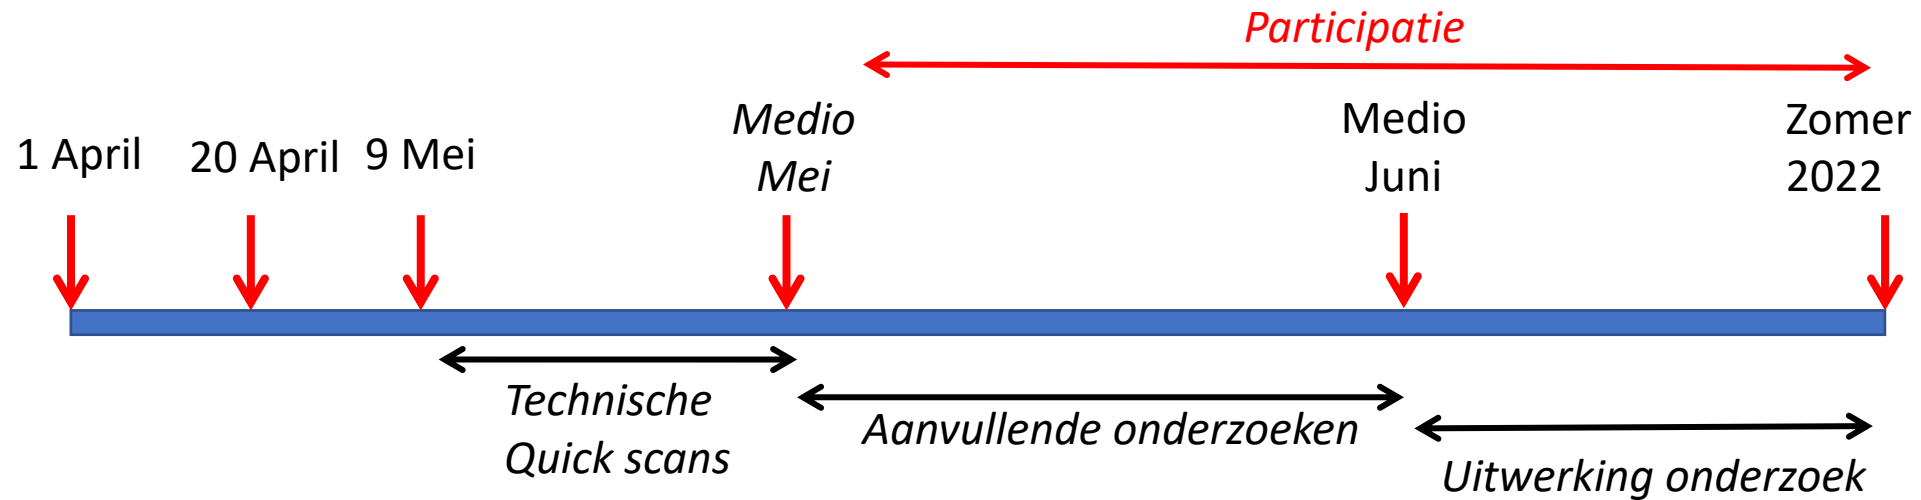 Participatie
1 April
20 April
9 Mei
Medio
Mei
Medio
Juni
Zomer
2022
Technische
Quick scans
Aanvullende onderzoeken
Uitwerking onderzoek